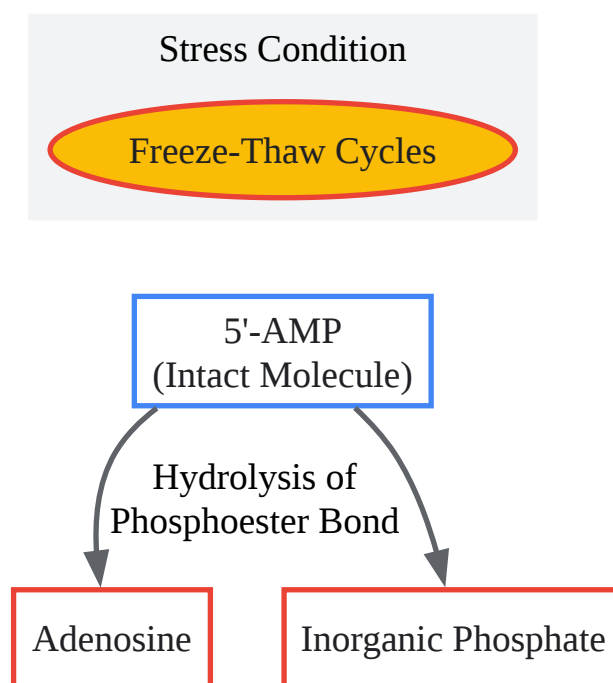 Stress Condition
Freeze-Thaw Cycles
5'-AMP
(Intact Molecule)
Hydrolysis of
Phosphoester Bond
Adenosine
Inorganic Phosphate